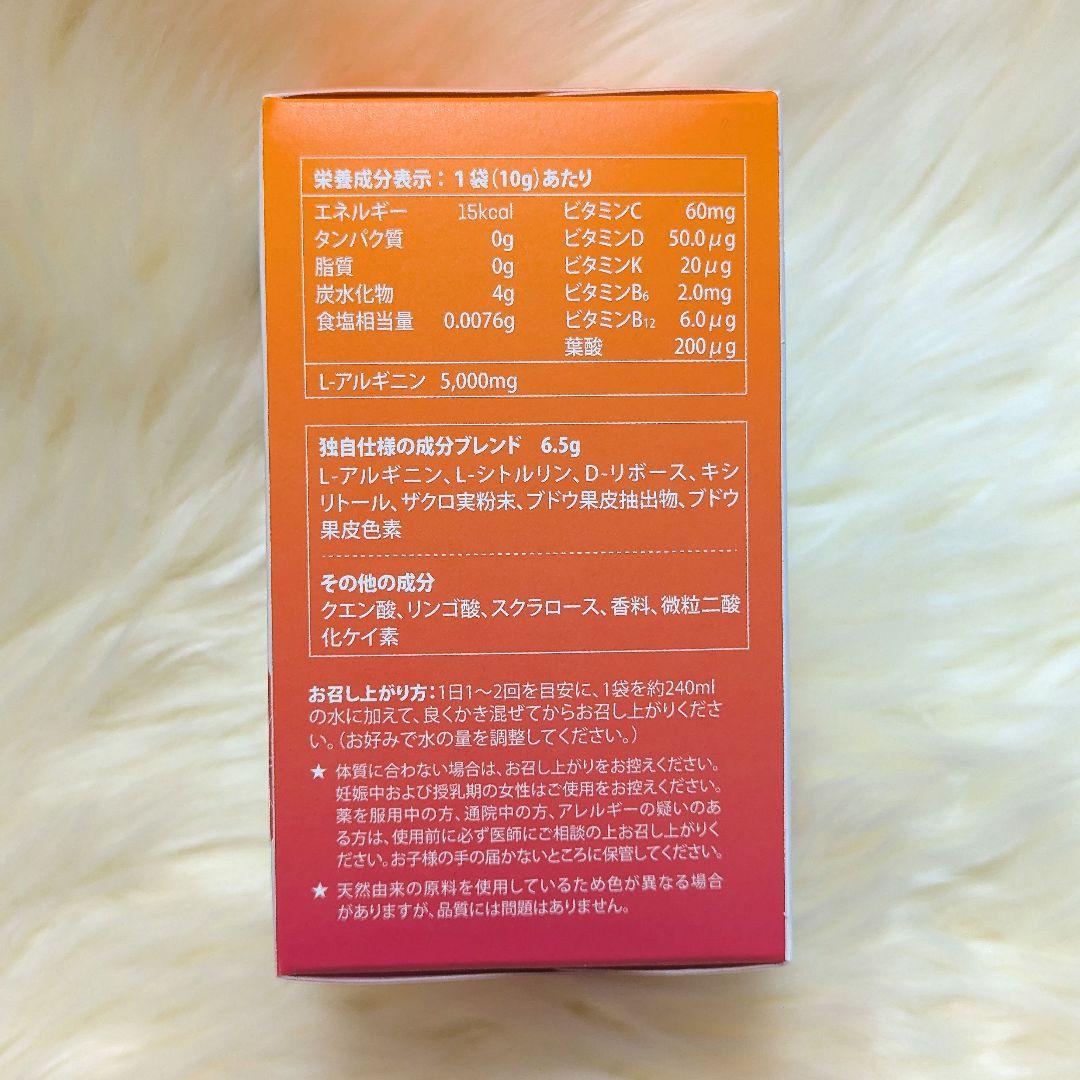 栄養成分表示：1袋（10g）あたり
エネルギー 15kcal ビタミンC 60mg
タンパク質 0g ビタミンD 50.0μg
脂質 0g ビタミンK 20μg
炭水化物 4g ビタミンB6 2.0mg
食塩相当量 0.0076g ビタミンB12 6.0μg
葉酸 200μg
L-アルギニン 5,000mg
独自仕様の成分ブレンド 6.5g
L-アルギニン、L-シトルリン、D-リボース、キシ
リトール、ザクロ実粉末、ブドウ果皮抽出物、ブドウ
果皮色素
その他の成分
クエン酸、リンゴ酸、スクラロース、香料、微粒二酸
化ケイ素
お召し上がり方：1日1～2回を目安に、1袋を約240ml
の水に加えて、良くかき混ぜてからお召し上がりくださ
い。（お好みで水の量を調整してください。）
★ 体質に合わない場合は、お召し上がりをお控えください。
妊娠中および授乳期の女性はご使用をお控えください。
薬を服用中の方、通院中の方、アレルギーの疑いのあ
る方は、使用前に必ず医師にご相談の上お召し上がりく
ださい。お子様の手の届かないところに保管してください。
★ 天然由来の原料を使用しているため色が異なる場合
がありますが、品質には問題はありません。